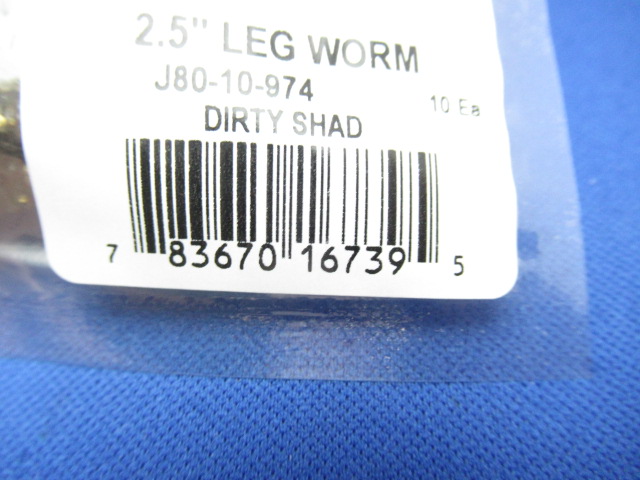 2.5" LEG WORM
J80-10-974
10 Ea
DIRTY SHAD
7 83670 16739 5